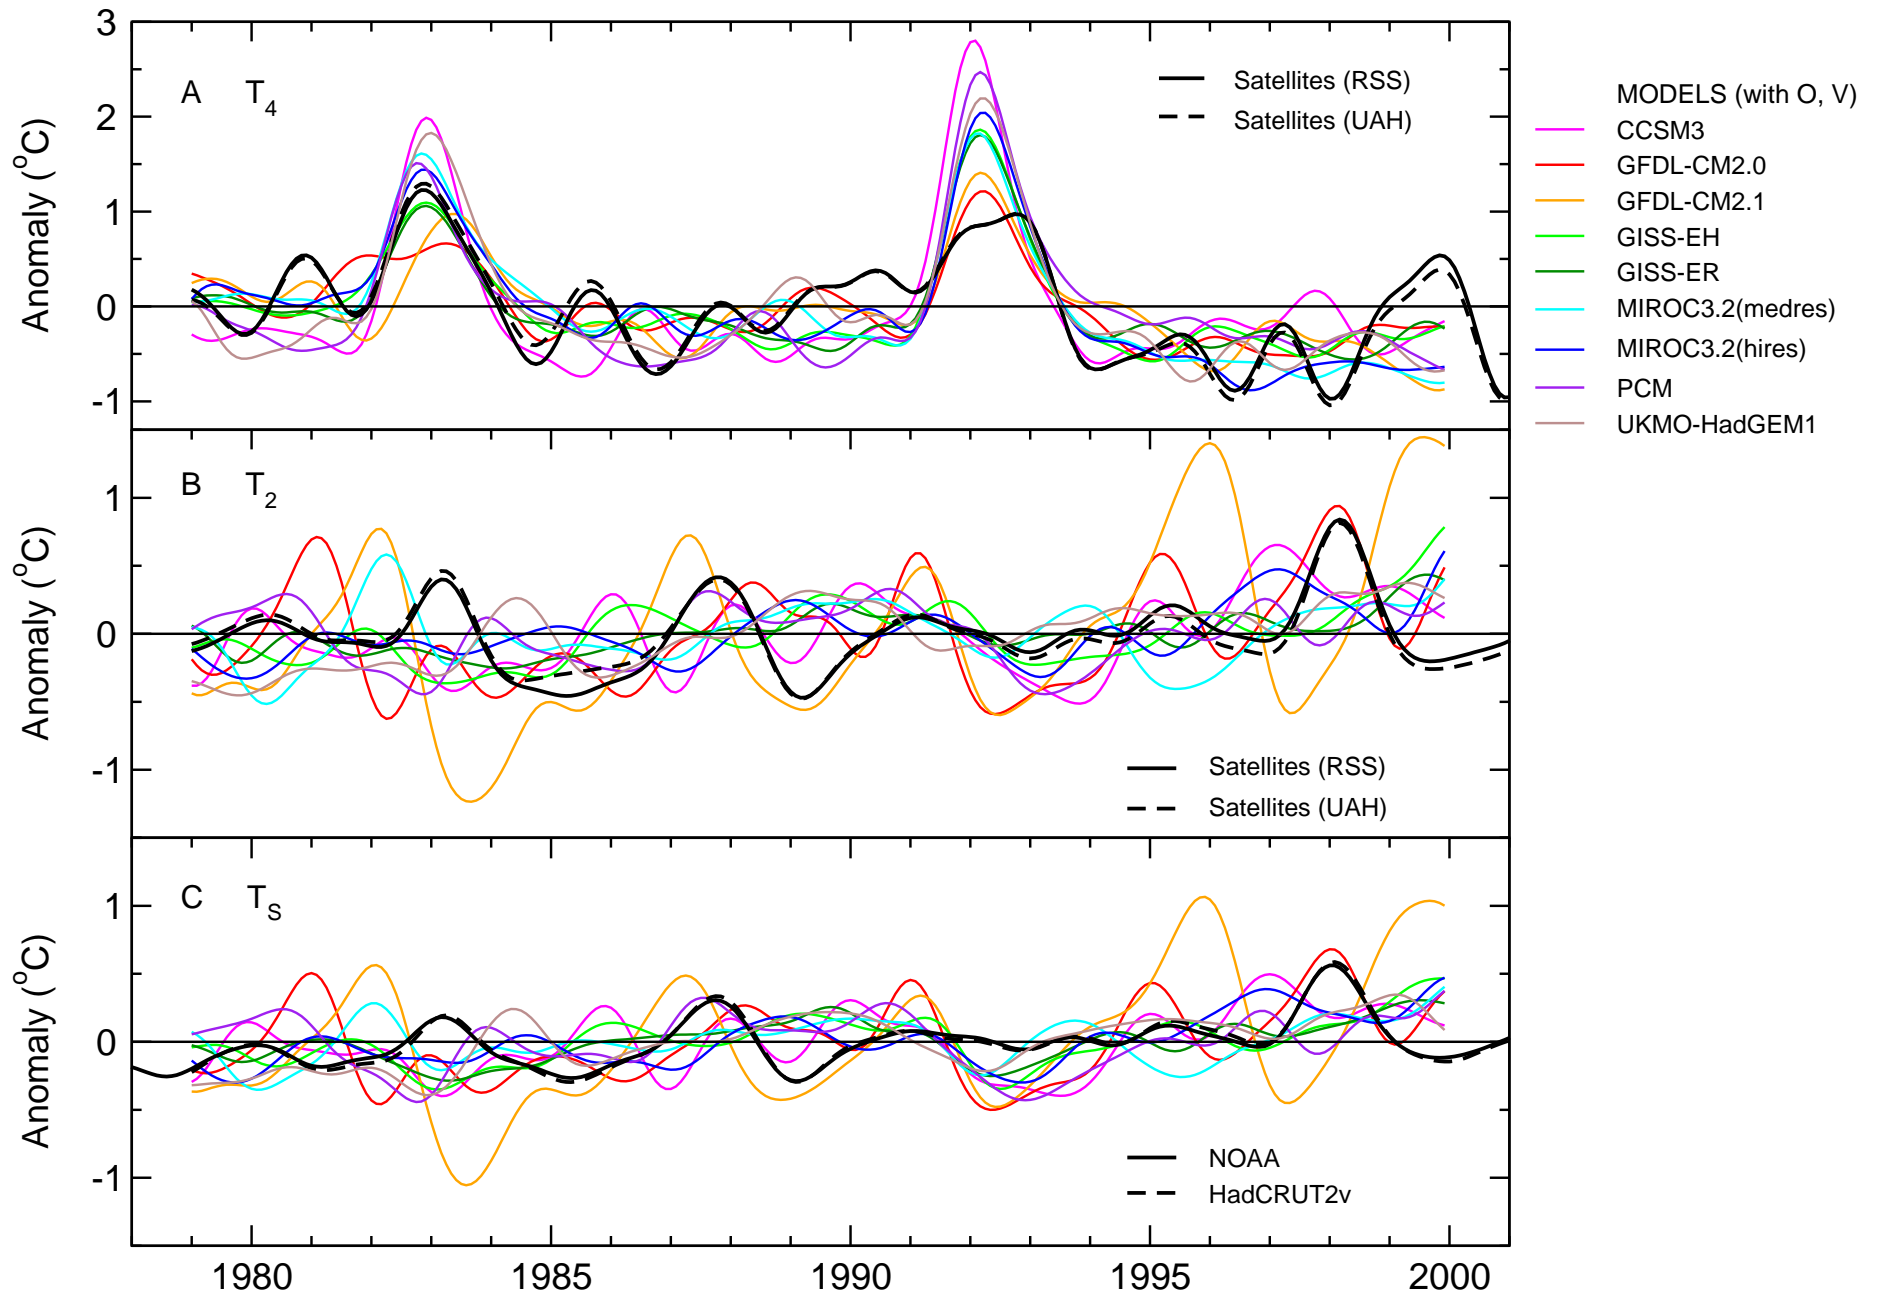 3
2
1
0
-1
Anomaly (°C)
A T4
Satellites (RSS)
Satellites (UAH)
MODELS (with O, V)
CCSM3
GFDL-CM2.0
GFDL-CM2.1
GISS-EH
GISS-ER
MIROC3.2(medres)
MIROC3.2(hires)
PCM
UKMO-HadGEM1
1
0
-1
Anomaly (°C)
B T2
Satellites (RSS)
Satellites (UAH)
1
0
-1
Anomaly (°C)
C TS
NOAA
HadCRUT2v
1980 1985 1990 1995 2000